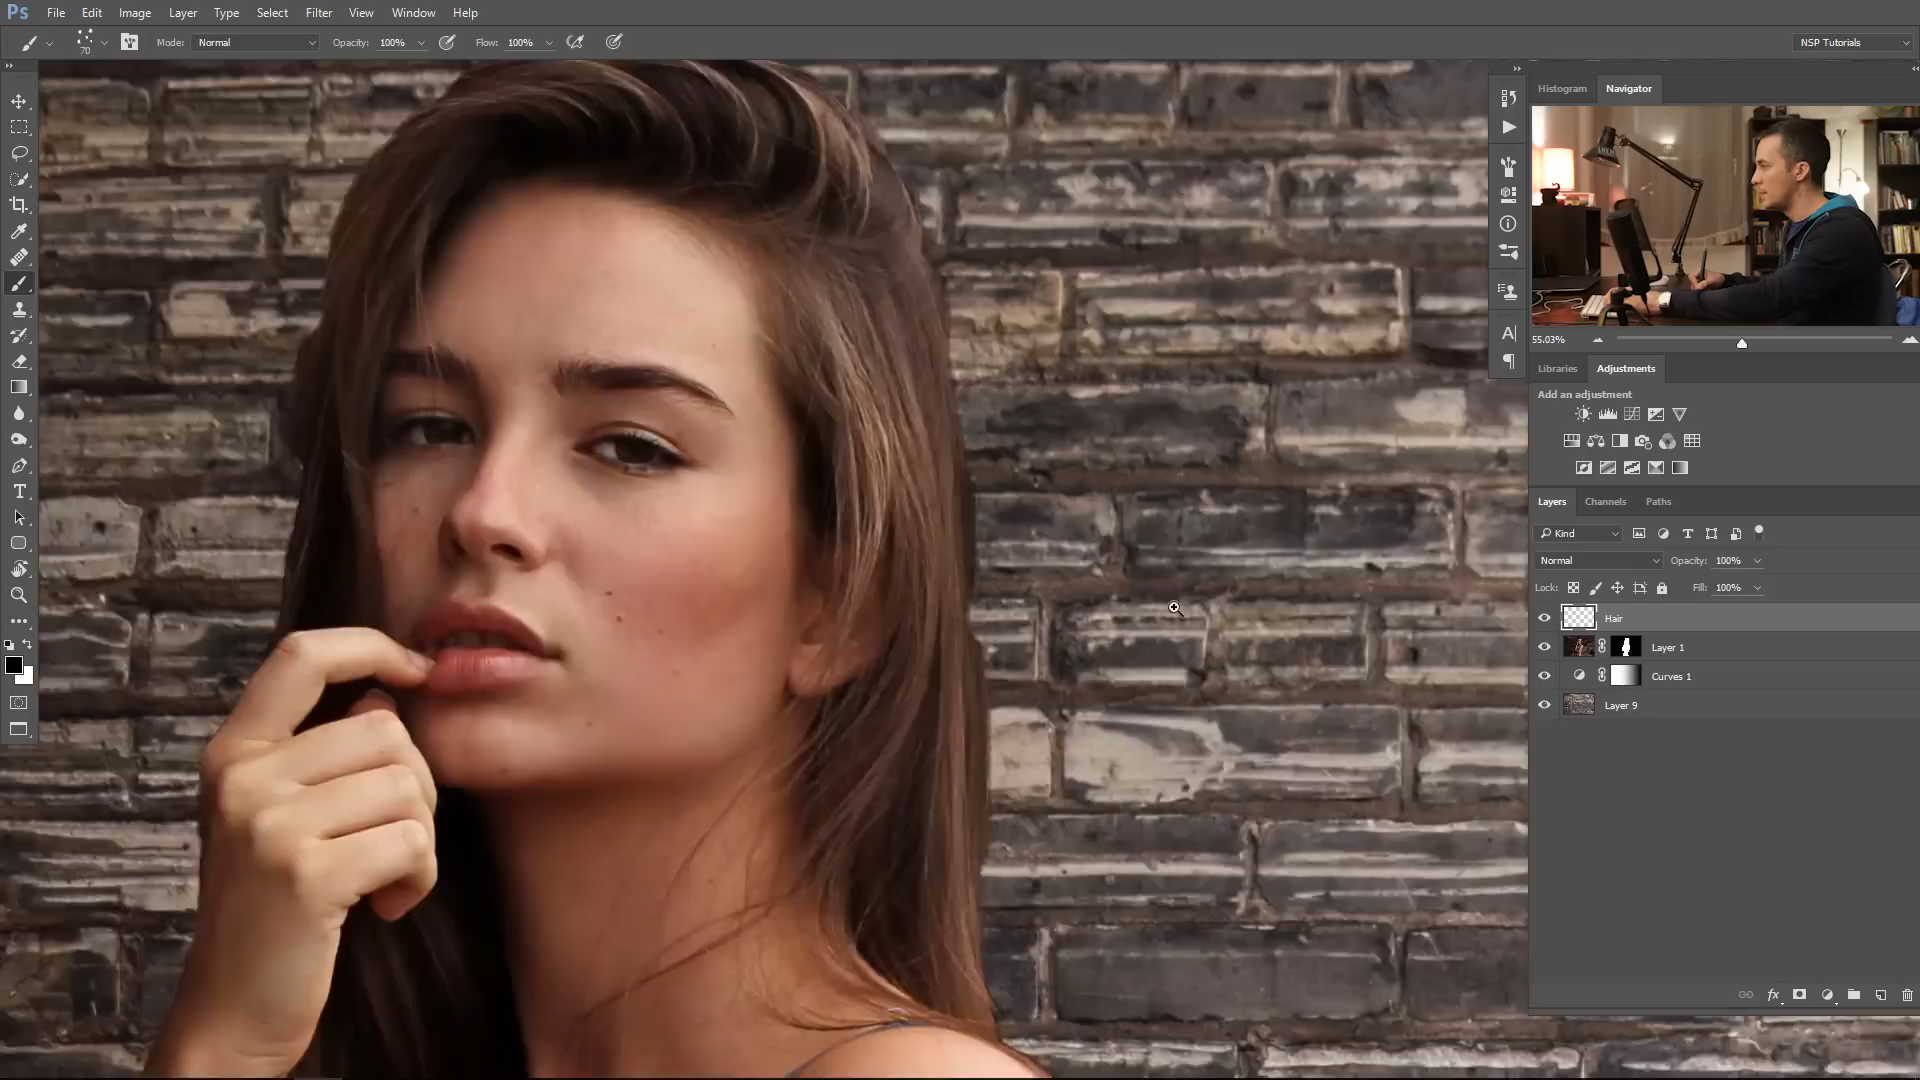 Ps File Edit Image Layer Type Select Filter View Window Help
70 Mode: Normal Opacity: 100% Flow: 100% NSP Tutorials
Histogram Navigator
55.03%
Libraries Adjustments
Add an adjustment
Layers Channels Paths
Kind
Normal Opacity: 100%
Lock: Fill: 100%
Hair
Layer 1
Curves 1
Layer 9